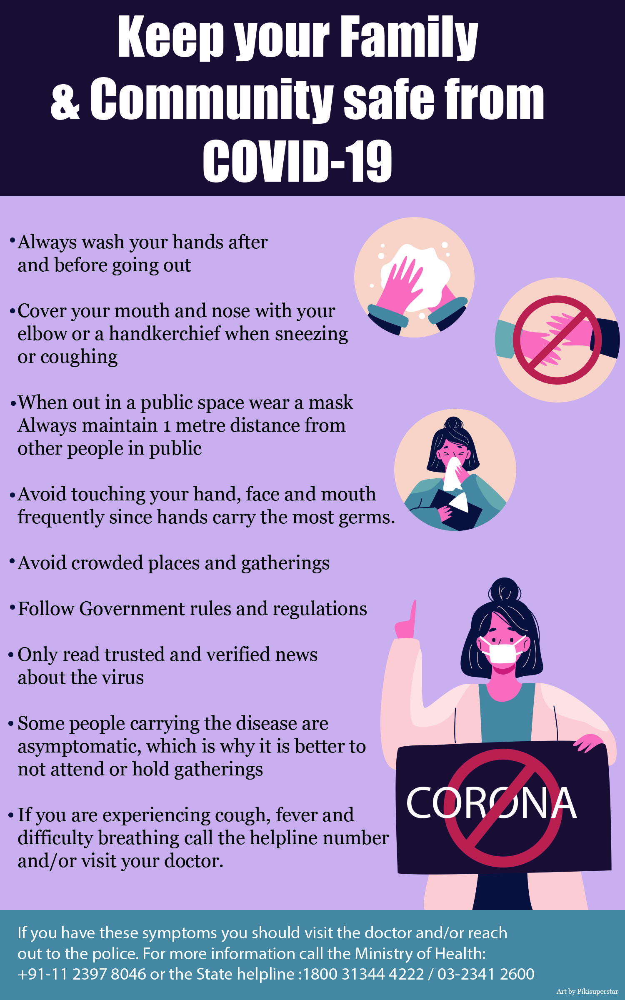 Keep your Family
& Community safe from
COVID-19
• Always wash your hands after
and before going out
• Cover your mouth and nose with your
elbow or a handkerchief when sneezing
or coughing
• When out in a public space wear a mask
Always maintain 1 metre distance from
other people in public
• Avoid touching your hand, face and mouth
frequently since hands carry the most germs.
• Avoid crowded places and gatherings
• Follow Government rules and regulations
• Only read trusted and verified news
about the virus
• Some people carrying the disease are
asymptomatic, which is why it is better to
not attend or hold gatherings
• If you are experiencing cough, fever and
difficulty breathing call the helpline number
and/or visit your doctor.
CORONA
If you have these symptoms you should visit the doctor and/or reach
out to the police. For more information call the Ministry of Health:
+91-11 2397 8046 or the State helpline :1800 31344 4222 / 03-2341 2600
Art by Pikisuperstar